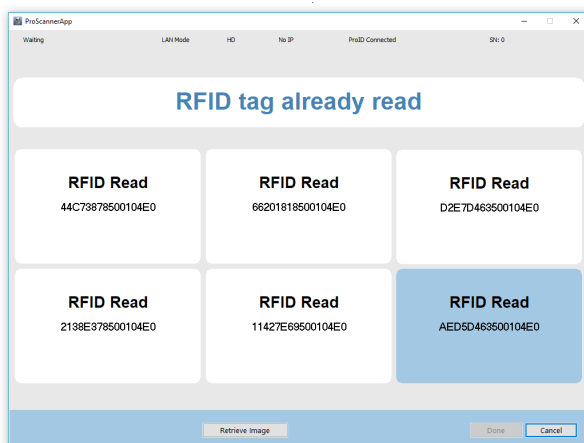 ProScannerApp
Waiting LAN Mode HD No IP ProID Connected SN: 0
RFID tag already read
RFID Read RFID Read RFID Read
44C73878500104E0 66201818500104E0 D2E7D463500104E0
RFID Read RFID Read RFID Read
2138E378500104E0 11427E69500104E0 AED5D463500104E0
Retrieve Image Done Cancel